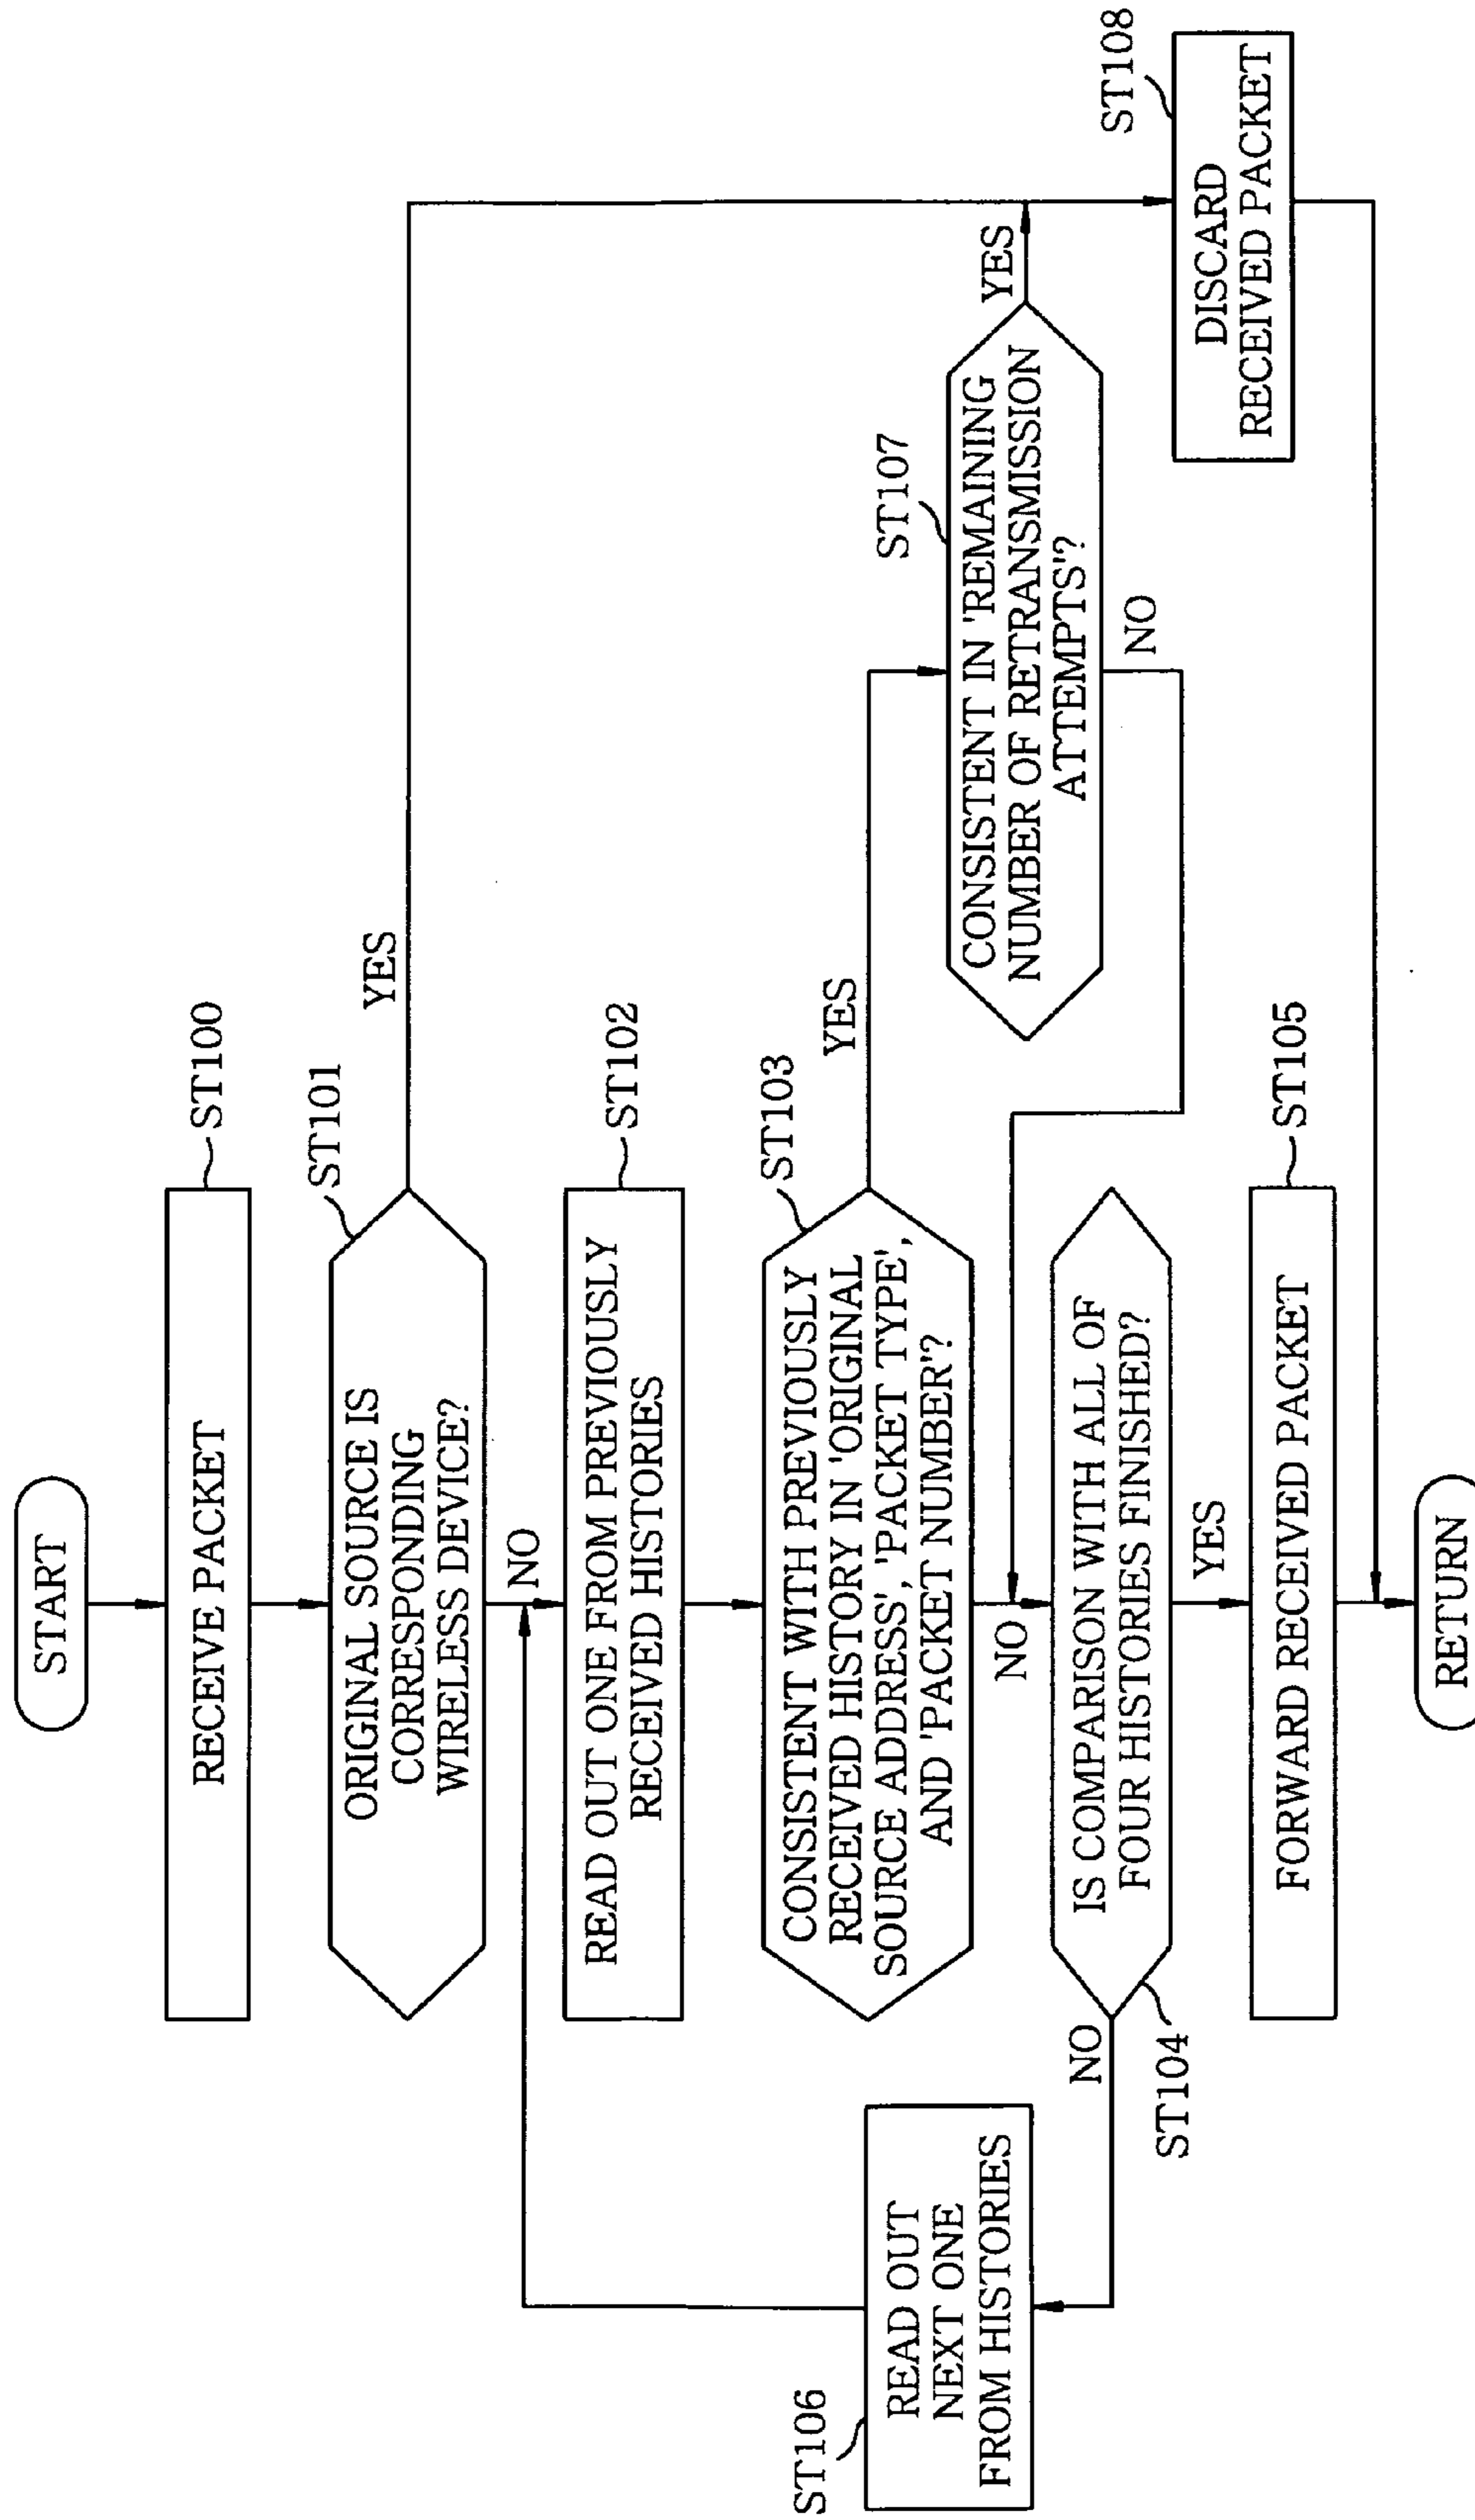 START
RECEIVE PACKET
ST100
ORIGINAL SOURCE IS
CORRESPONDING
WIRELESS DEVICE?
ST101
YES
NO
READ OUT ONE FROM PREVIOUSLY
RECEIVED HISTORIES
ST102
CONSISTENT WITH PREVIOUSLY
RECEIVED HISTORY IN 'ORIGINAL
SOURCE ADDRESS', 'PACKET TYPE',
AND 'PACKET NUMBER'?
ST103
YES
NO
CONSISTENT IN 'REMAINING
NUMBER OF RETRANSMISSION
ATTEMPTS'?
ST107
YES
NO
IS COMPARISON WITH ALL OF
FOUR HISTORIES FINISHED?
ST104
NO
YES
READ OUT
NEXT ONE
FROM HISTORIES
ST106
FORWARD RECEIVED PACKET
ST105
DISCARD
RECEIVED PACKET
ST108
RETURN